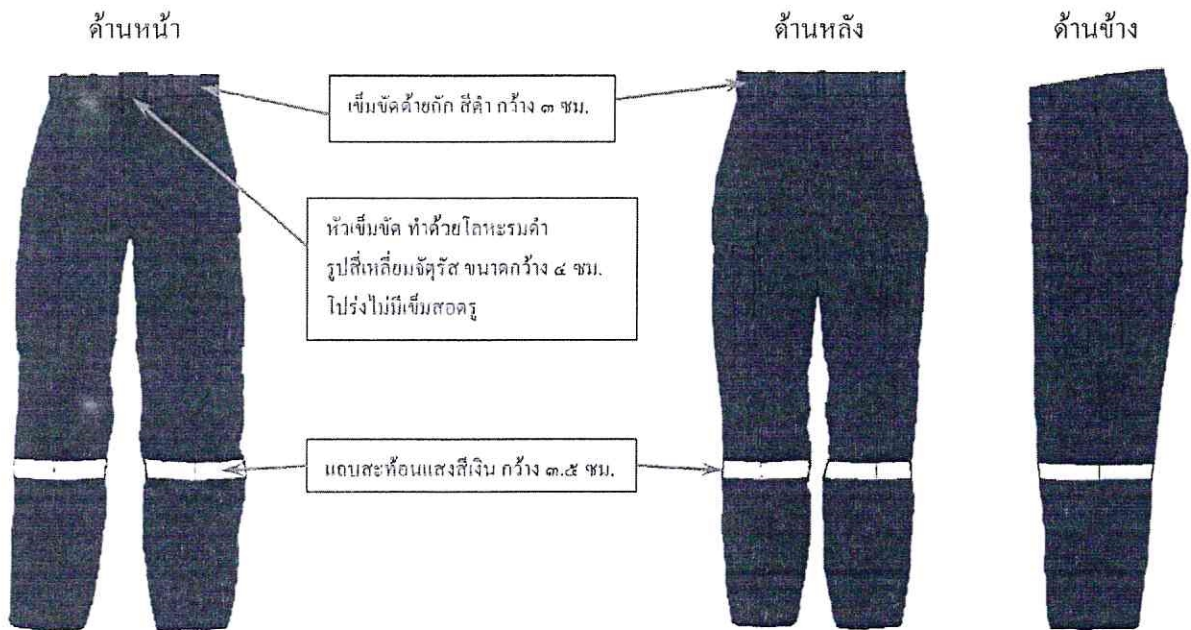 ด้านหน้า
ด้านหลัง
ด้านข้าง
เข็มขัดด้ายถัก สีดำ กว้าง ๓ ซม.
หัวเข็มขัด ทำด้วยโลหะรมดำ
รูปสี่เหลี่ยมจัตุรัส ขนาดกว้าง ๔ ซม.
โปร่งไม่มีเข็มสอดรู
แถบสะท้อนแสงสีเงิน กว้าง ๓.๕ ซม.